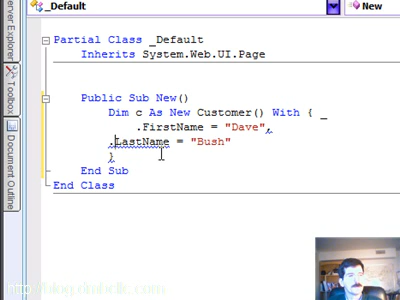 _Default
New
Server Explorer
Toolbox
Document Outline
Partial Class _Default
Inherits System.Web.UI.Page
Public Sub New()
Dim c As New Customer() With { _
.FirstName = "Dave",
.LastName = "Bush"
}
End Sub
End Class